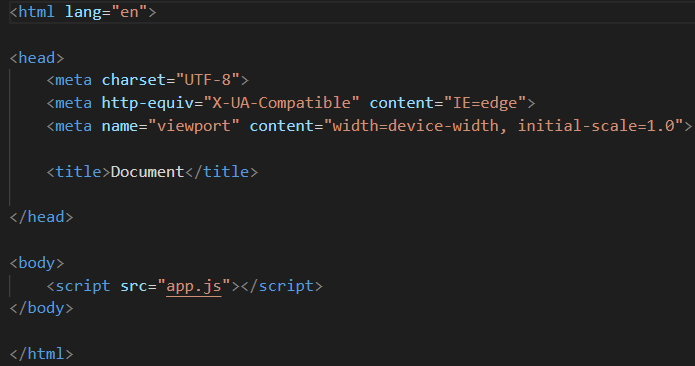 <html lang="en">
<head>
<meta charset="UTF-8">
<meta http-equiv="X-UA-Compatible" content="IE=edge">
<meta name="viewport" content="width=device-width, initial-scale=1.0">
<title>Document</title>
</head>
<body>
<script src="app.js"></script>
</body>
</html>